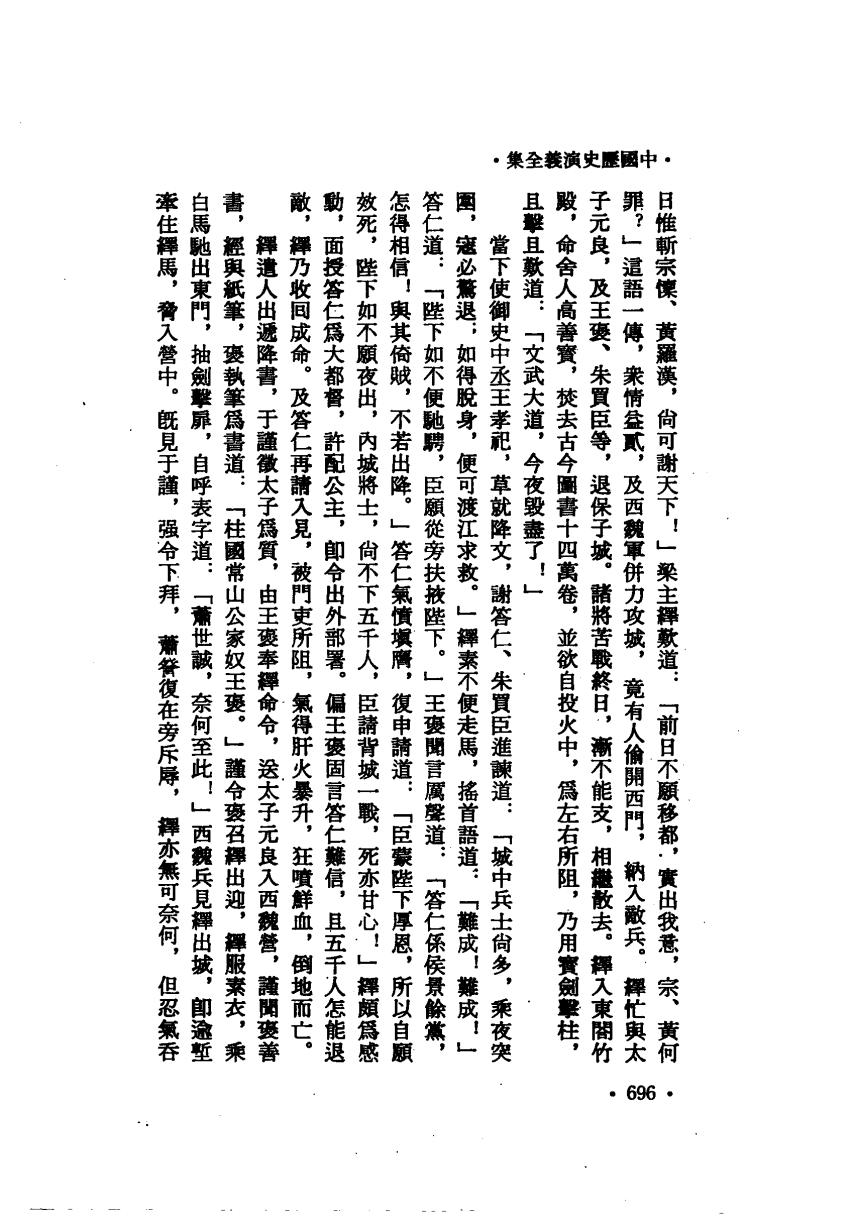 ·中國歷史演義全集·
日惟斬宗懍、黃羅漢，尙可謝天下！」梁主繹歎道：「前日不願移都，實出我意，宗、黃何
罪？」這語一傳，衆情益貳，及西魏軍併力攻城，竟有人偷開西門，納入敵兵。繹忙與太
子元良，及王褒、朱買臣等，退保子城。諸將苦戰終日，漸不能支，相繼散去。繹入東閤竹
殿，命舍人高善寶，焚去古今圖書十四萬卷，並欲自投火中，爲左右所阻，乃用寶劍擊柱，
且擊且歎道：「文武大道，今夜毀盡了！」
當下使御史中丞王孝祀，草就降文，謝答仁、朱買臣進諫道：「城中兵士尙多，乘夜突
圍，寇必驚退；如得脫身，便可渡江求救。」繹素不便走馬，搖首語道：「難成！難成！」
答仁道：「陛下如不便馳騁，臣願從旁扶掖陛下。」王褒聞言厲聲道：「答仁係侯景餘黨，
怎得相信！與其倚賊，不若出降。」答仁氣憤塡膺，復申請道：「臣蒙陛下厚恩，所以自願
效死，陛下如不願夜出，內城將士，尙不下五千人，臣請背城一戰，死亦甘心！」繹頗爲感
動，面授答仁爲大都督，許配公主，卽令出外部署。偏王褒固言答仁難信，且五千人怎能退
敵，繹乃收回成命。及答仁再請入見，被門吏所阻，氣得肝火暴升，狂噴鮮血，倒地而亡。
繹遣人出遞降書，于謹徵太子爲質，由王褒奉繹命令，送太子元良入西魏營，謹聞褒善
書，經與紙筆，褒執筆爲書道：「柱國常山公家奴王褒。」謹令褒召繹出迎，繹服素衣，乘
白馬馳出東門，抽劍擊扉，自呼表字道：「蕭世誠，奈何至此！」西魏兵見繹出城，卽逾塹
牽住繹馬，脅入營中。旣見于謹，强令下拜，蕭詧復在旁斥辱，繹亦無可奈何，但忍氣吞
·696·